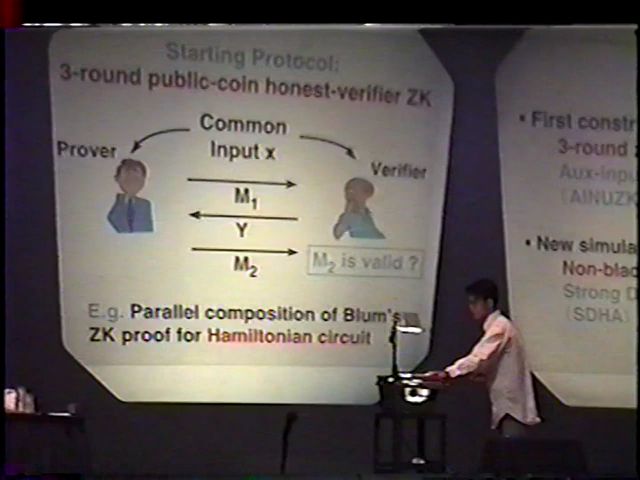 Starting Protocol:
3-round public-coin honest-verifier ZK
Common
Input x
Prover
Verifier
M1
Y
M2
M2 is valid ?
E.g. Parallel composition of Blum's
ZK proof for Hamiltonian circuit
• First constr
3-round
Aux-inpu
(AINUZK
• New simula
Non-blac
Strong D
(SDHA)